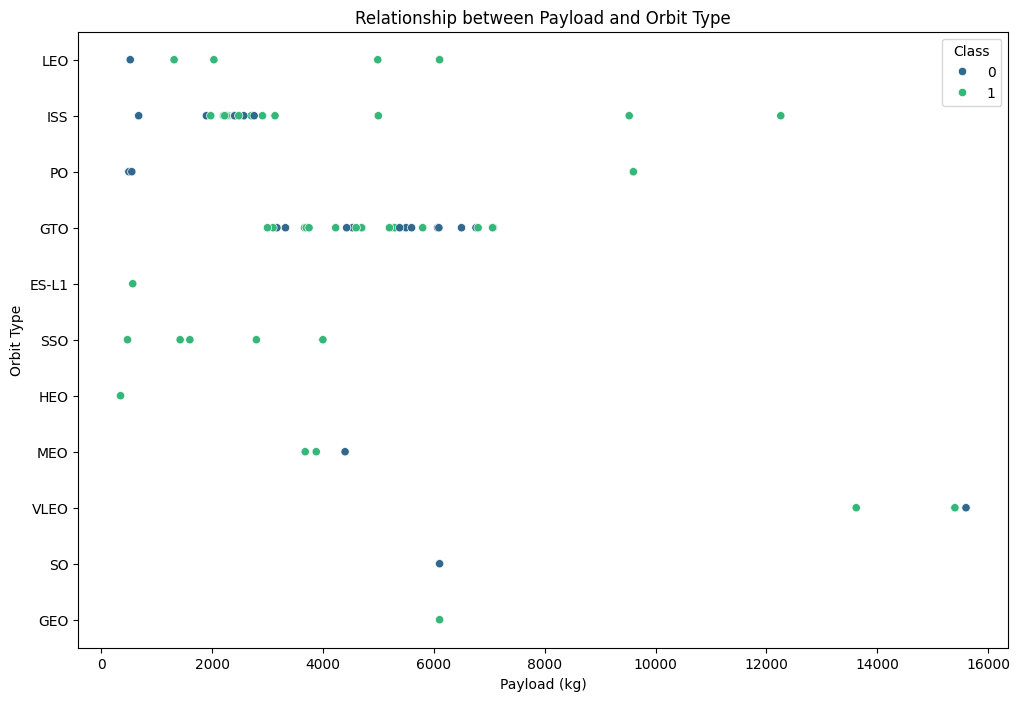 Relationship between Payload and Orbit Type
Class
0
1
LEO
ISS
PO
GTO
ES-L1
SSO
HEO
MEO
VLEO
SO
GEO
Orbit Type
0 2000 4000 6000 8000 10000 12000 14000 16000
Payload (kg)